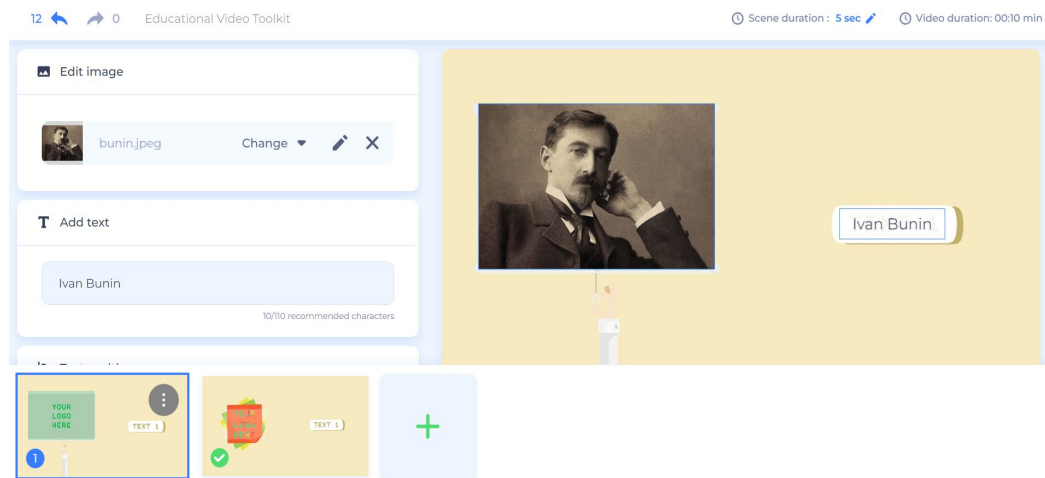 12 0 Educational Video Toolkit
Scene duration : 5 sec Video duration: 00:10 min
Edit image
bunin.jpeg Change
T Add text
Ivan Bunin
10/110 recommended characters
Ivan Bunin
YOUR
LOGO
HERE
TEXT 1
1
TEXT 1